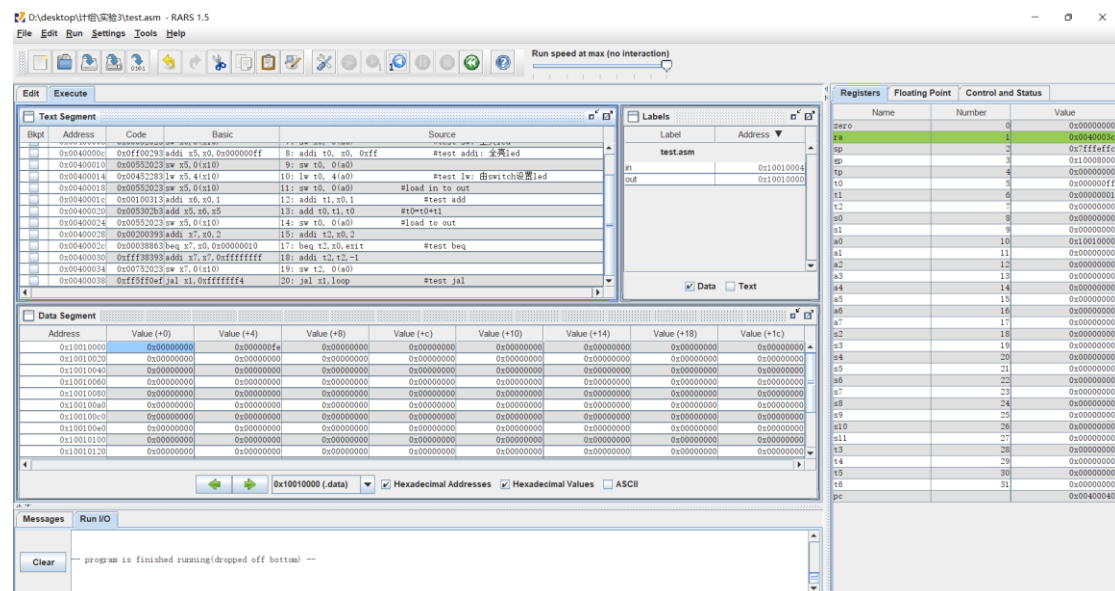 D:\desktop\计组\实验3\test.asm - RARS 1.5
File Edit Run Settings Tools Help
Run speed at max (no interaction)
Edit Execute
Text Segment
Bkpt Address Code Basic Source
0x0040000c 0x0ff00293 addi x5,x0,0x000000ff 8: addi t0, x0, 0xff #test addi: 全亮led
0x00400010 0x00552023 sw x5,0(x10) 9: sw t0, 0(a0)
0x00400014 0x00452283 lw x5,4(x10) 10: lw t0, 4(a0) #test lw: 由switch设置led
0x00400018 0x00552023 sw x5,0(x10) 11: sw t0, 0(a0) #load in to out
0x0040001c 0x00100313 addi x6,x0,1 12: addi t1,x0,1 #test add
0x00400020 0x005302b3 add x5,x6,x5 13: add t0,t1,t0 #t0=t0+t1
0x00400024 0x00552023 sw x5,0(x10) 14: sw t0, 0(a0) #load to out
0x00400028 0x00200393 addi x7,x0,2 15: addi t2,x0,2
0x0040002c 0x00038863 beq x7,x0,0x00000010 17: beq t2,x0,exit #test beq
0x00400030 0xfff38393 addi x7,x7,0xffffffff 18: addi t2,t2,-1
0x00400034 0x00752023 sw x7,0(x10) 19: sw t2, 0(a0)
0x00400038 0xff5ff0ef jal x1,0xfffffff4 20: jal x1,loop #test jal
Labels
Label Address ▼
test.asm
in 0x10010004
out 0x10010000
Data Text
Data Segment
Address Value (+0) Value (+4) Value (+8) Value (+c) Value (+10) Value (+14) Value (+18) Value (+1c)
0x10010000 0x00000000 0x000000fe 0x00000000 0x00000000 0x00000000 0x00000000 0x00000000 0x00000000
0x10010020 0x00000000 0x00000000 0x00000000 0x00000000 0x00000000 0x00000000 0x00000000 0x00000000
0x10010040 0x00000000 0x00000000 0x00000000 0x00000000 0x00000000 0x00000000 0x00000000 0x00000000
0x10010060 0x00000000 0x00000000 0x00000000 0x00000000 0x00000000 0x00000000 0x00000000 0x00000000
0x10010080 0x00000000 0x00000000 0x00000000 0x00000000 0x00000000 0x00000000 0x00000000 0x00000000
0x100100a0 0x00000000 0x00000000 0x00000000 0x00000000 0x00000000 0x00000000 0x00000000 0x00000000
0x100100c0 0x00000000 0x00000000 0x00000000 0x00000000 0x00000000 0x00000000 0x00000000 0x00000000
0x100100e0 0x00000000 0x00000000 0x00000000 0x00000000 0x00000000 0x00000000 0x00000000 0x00000000
0x10010100 0x00000000 0x00000000 0x00000000 0x00000000 0x00000000 0x00000000 0x00000000 0x00000000
0x10010120 0x00000000 0x00000000 0x00000000 0x00000000 0x00000000 0x00000000 0x00000000 0x00000000
0x10010000 (.data) Hexadecimal Addresses Hexadecimal Values ASCII
Messages Run I/O
Clear
-- program is finished running(dropped off bottom) --
Registers Floating Point Control and Status
Name Number Value
zero 0 0x00000000
ra 1 0x0040003c
sp 2 0x7fffeffc
gp 3 0x10008000
tp 4 0x00000000
t0 5 0x000000ff
t1 6 0x00000001
t2 7 0x00000000
s0 8 0x00000000
s1 9 0x00000000
a0 10 0x10010000
a1 11 0x00000000
a2 12 0x00000000
a3 13 0x00000000
a4 14 0x00000000
a5 15 0x00000000
a6 16 0x00000000
a7 17 0x00000000
s2 18 0x00000000
s3 19 0x00000000
s4 20 0x00000000
s5 21 0x00000000
s6 22 0x00000000
s7 23 0x00000000
s8 24 0x00000000
s9 25 0x00000000
s10 26 0x00000000
s11 27 0x00000000
t3 28 0x00000000
t4 29 0x00000000
t5 30 0x00000000
t6 31 0x00000000
pc 0x00400040